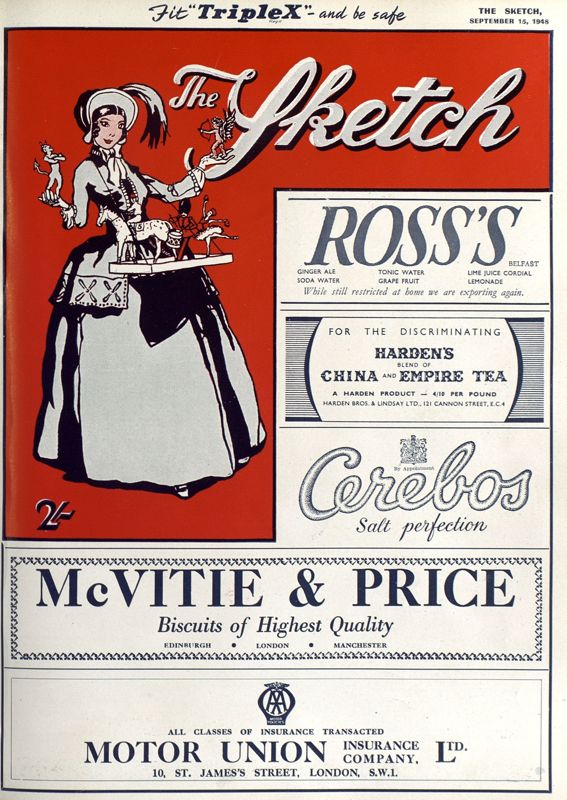 Fit "TripleX" - and be safe
Regd
THE SKETCH,
SEPTEMBER 15, 1948
The Sketch
ROSS'S
BELFAST
GINGER ALE TONIC WATER LIME JUICE CORDIAL
SODA WATER GRAPE FRUIT LEMONADE
While still restricted at home we are exporting again.
FOR THE DISCRIMINATING
HARDEN'S
BLEND OF
CHINA AND EMPIRE TEA
A HARDEN PRODUCT — 4/10 PER POUND
HARDEN BROS. & LINDSAY LTD., 121 CANNON STREET, E.C.4
By Appointment
Cerebos
Salt perfection
2/-
McVITIE & PRICE
Biscuits of Highest Quality
EDINBURGH • LONDON • MANCHESTER
AA
MOTOR
POLICIES
ALL CLASSES OF INSURANCE TRANSACTED
MOTOR UNION INSURANCE COMPANY, LTD.
10, ST. JAMES'S STREET, LONDON, S.W.1.